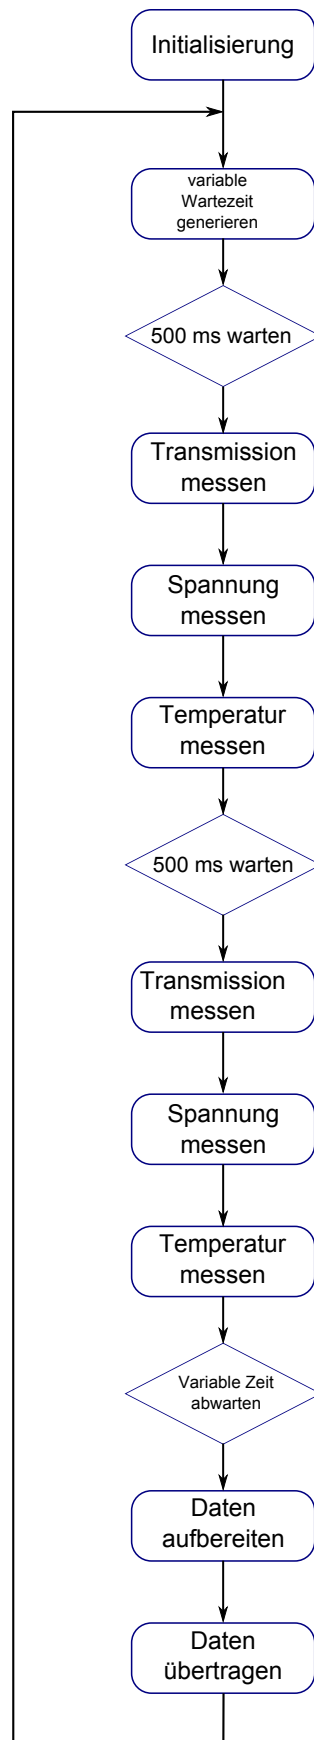 Initialisierung
variable
Wartezeit
generieren
500 ms warten
Transmission
messen
Spannung
messen
Temperatur
messen
500 ms warten
Transmission
messen
Spannung
messen
Temperatur
messen
Variable Zeit
abwarten
Daten
aufbereiten
Daten
übertragen